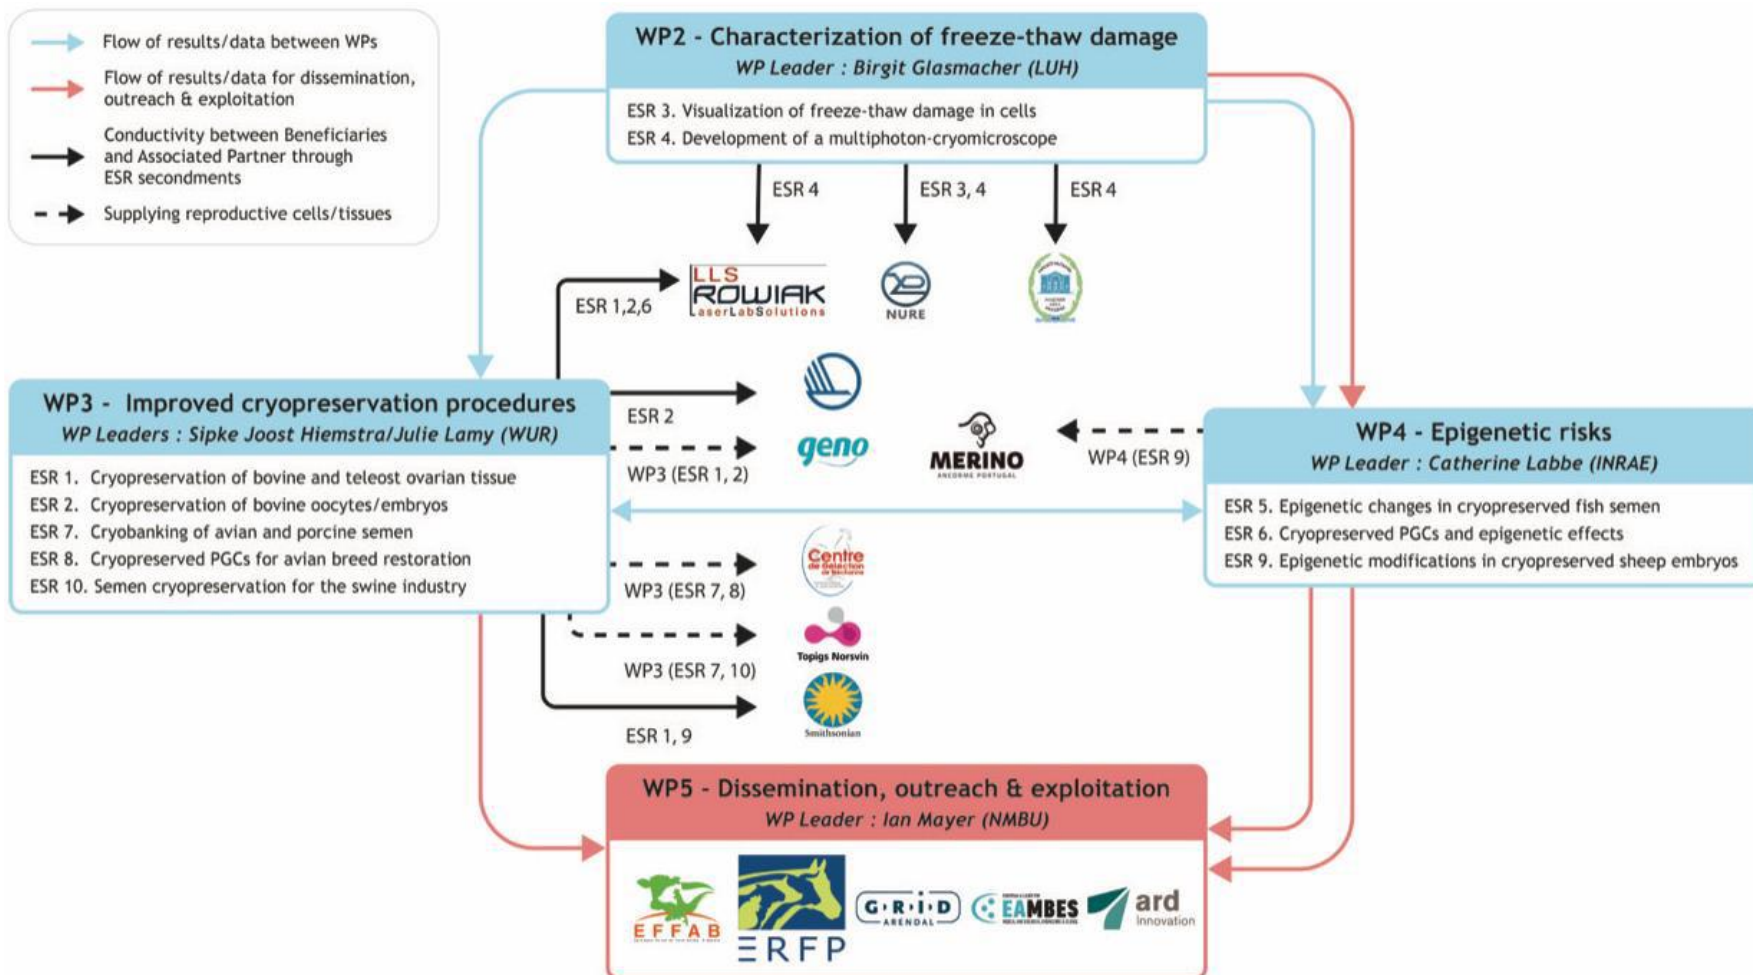 Flow of results/data between WPs
Flow of results/data for dissemination,
outreach & exploitation
Conductivity between Beneficiaries
and Associated Partner through
ESR secondments
Supplying reproductive cells/tissues
WP2 - Characterization of freeze-thaw damage
WP Leader : Birgit Glasmacher (LUH)
ESR 3. Visualization of freeze-thaw damage in cells
ESR 4. Development of a multiphoton-cryomicroscope
ESR 4
ESR 3, 4
ESR 4
ESR 1,2,6
LLS
ROWIAK
LaserLabSolutions
NURE
WP3 - Improved cryopreservation procedures
WP Leaders : Sipke Joost Hiemstra/Julie Lamy (WUR)
ESR 1. Cryopreservation of bovine and teleost ovarian tissue
ESR 2. Cryopreservation of bovine oocytes/embryos
ESR 7. Cryobanking of avian and porcine semen
ESR 8. Cryopreserved PGCs for avian breed restoration
ESR 10. Semen cryopreservation for the swine industry
ESR 2
WP3 (ESR 1, 2)
geno
MERINO
ANCORME PORTUGAL
WP4 (ESR 9)
WP4 - Epigenetic risks
WP Leader : Catherine Labbe (INRAE)
ESR 5. Epigenetic changes in cryopreserved fish semen
ESR 6. Cryopreserved PGCs and epigenetic effects
ESR 9. Epigenetic modifications in cryopreserved sheep embryos
WP3 (ESR 7, 8)
Centre
de Sélection
WP3 (ESR 7, 10)
Topigs Norsvin
ESR 1, 9
Smithsonian
WP5 - Dissemination, outreach & exploitation
WP Leader : Ian Mayer (NMBU)
EFFAB
ERFP
G·R·I·D
ARENDAL
EAMBES
ard
Innovation